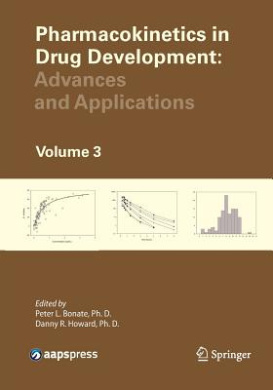 Pharmacokinetics in
Drug Development:
Advances
and Applications
Volume 3
Edited by
Peter L. Bonate, Ph. D.
Danny R. Howard, Ph. D.
aapspress
Springer